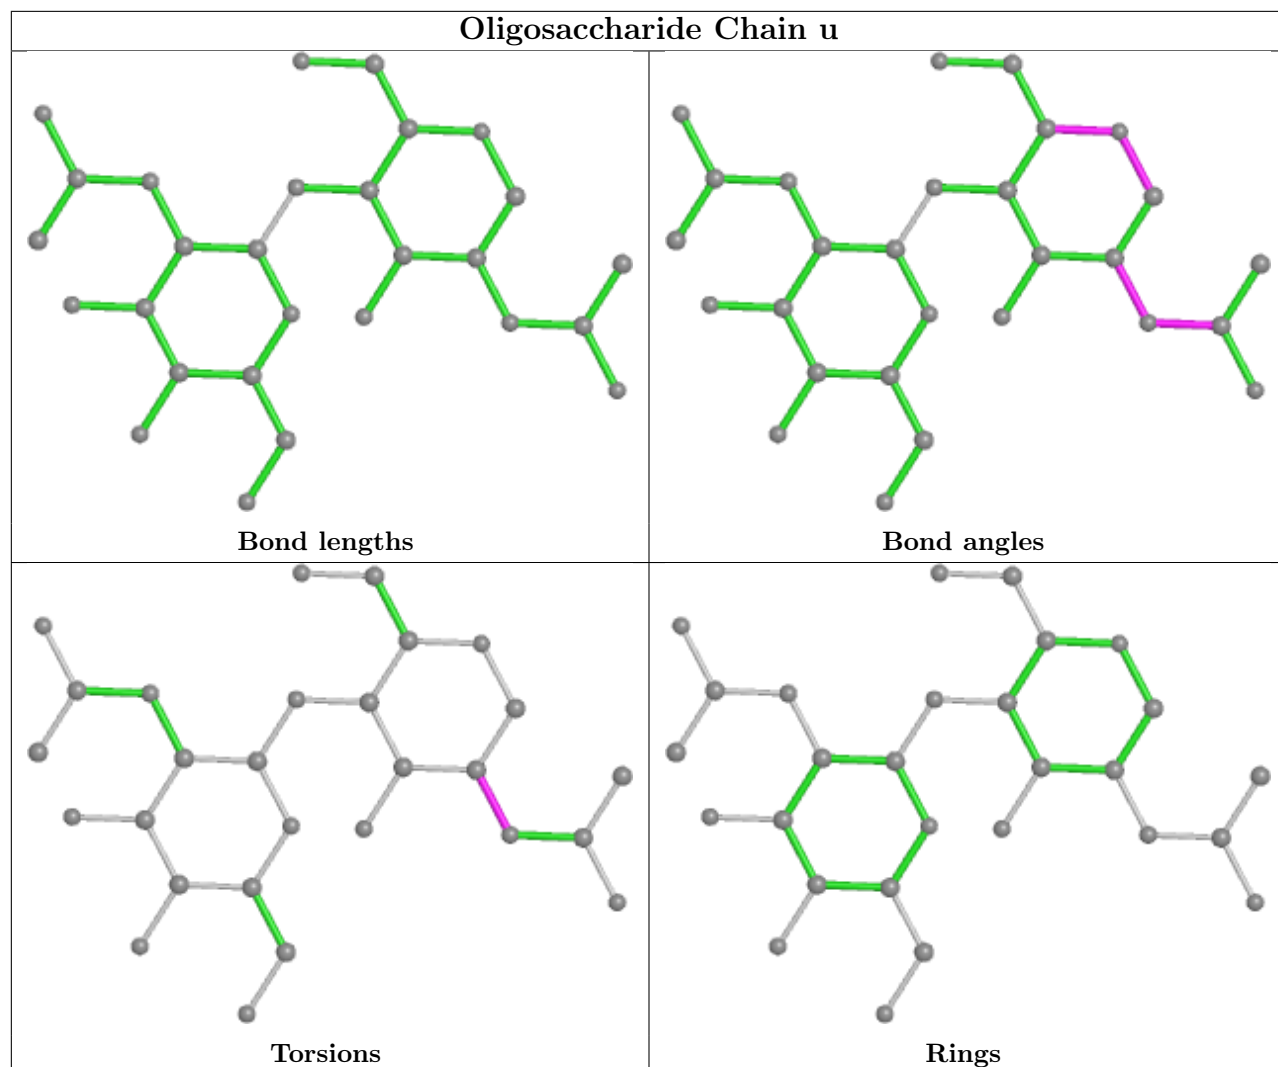 Oligosaccharide Chain u
Bond lengths
Bond angles
Torsions
Rings